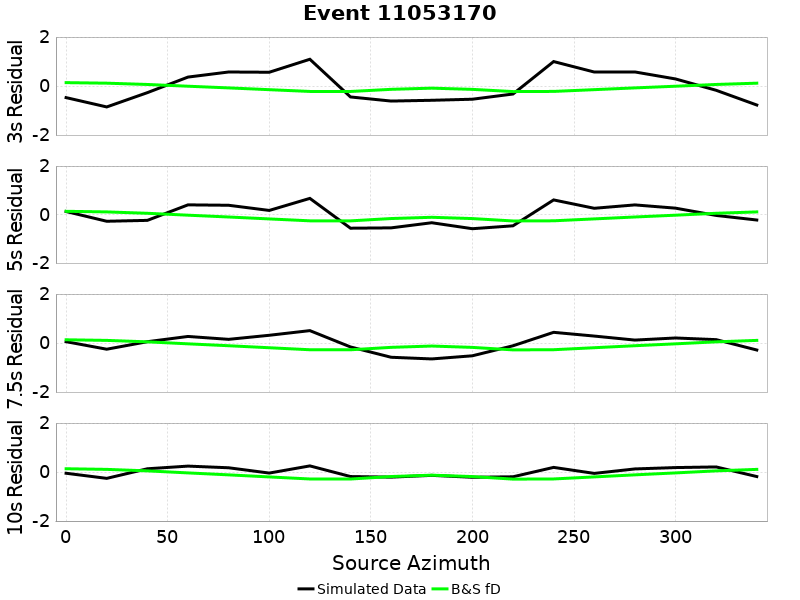 Event 11053170
3s Residual
2
0
-2
5s Residual
2
0
-2
7.5s Residual
2
0
-2
10s Residual
2
0
-2
0 50 100 150 200 250 300
Source Azimuth
Simulated Data B&S fD